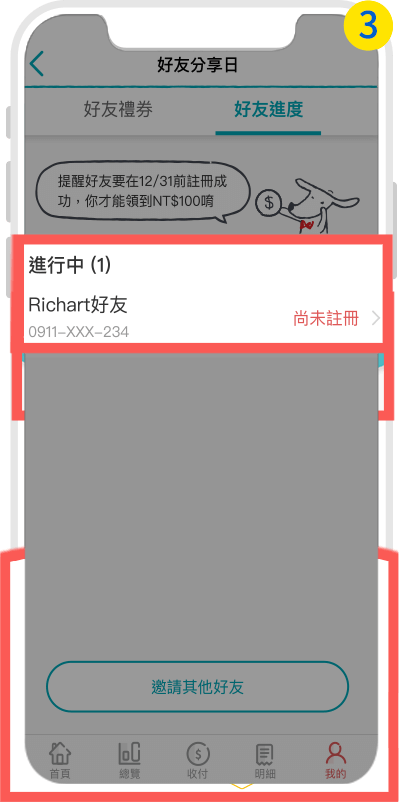 3
好友分享日
好友禮券 好友進度
提醒好友要在12/31前註冊成
功，你才能領到NT$100唷
$
進行中 (1)
Richart好友
0911-XXX-234
尚未註冊
邀請其他好友
$
首頁 總覽 收付 明細 我的